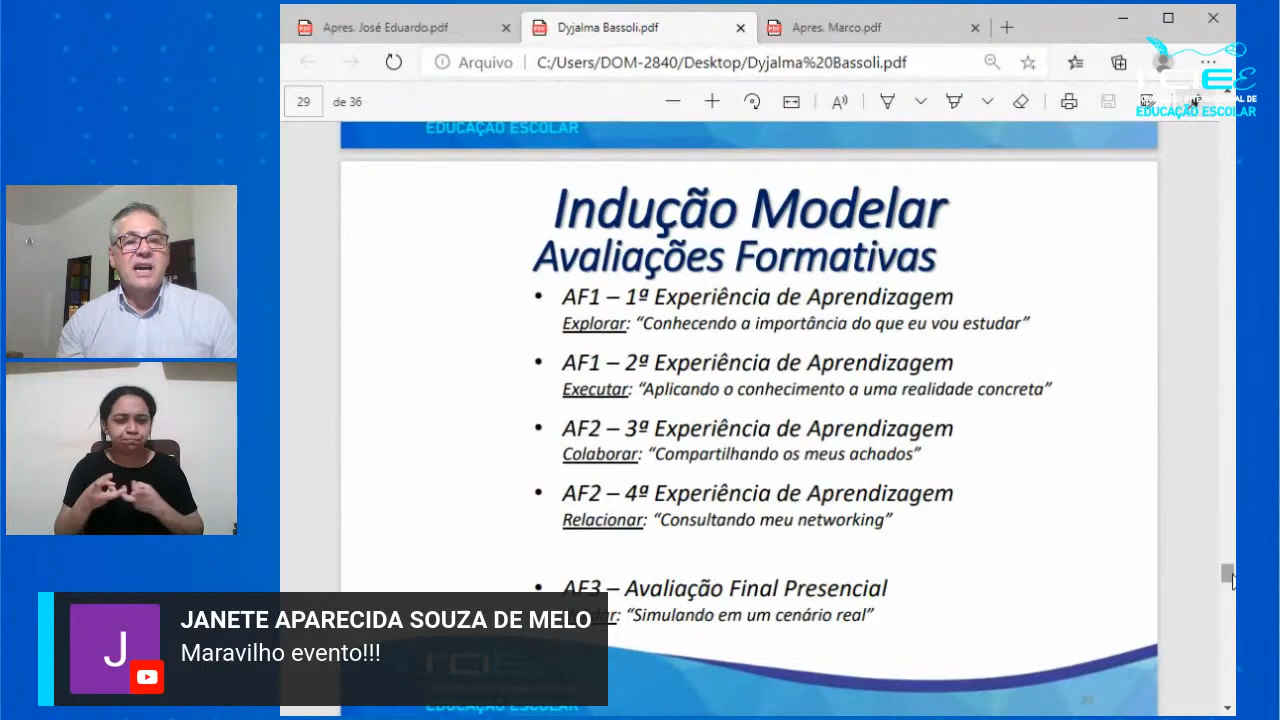 Apres. José Eduardo.pdf
Dyjalma Bassoli.pdf
Apres. Marco.pdf
Arquivo
C:/Users/DOM-2840/Desktop/Dyjalma%20Bassoli.pdf
29
de 36
EDUCAÇÃO ESCOLAR
EDUCAÇÃO ESCOLAR
Indução Modelar
Avaliações Formativas
• AF1 – 1ª Experiência de Aprendizagem
Explorar: “Conhecendo a importância do que eu vou estudar”
• AF1 – 2ª Experiência de Aprendizagem
Executar: “Aplicando o conhecimento a uma realidade concreta”
• AF2 – 3ª Experiência de Aprendizagem
Colaborar: “Compartilhando os meus achados”
• AF2 – 4ª Experiência de Aprendizagem
Relacionar: “Consultando meu networking”
• AF3 – Avaliação Final Presencial
“Simulando em um cenário real”
J
JANETE APARECIDA SOUZA DE MELO
Maravilho evento!!!
EDUCAÇÃO ESCOLAR